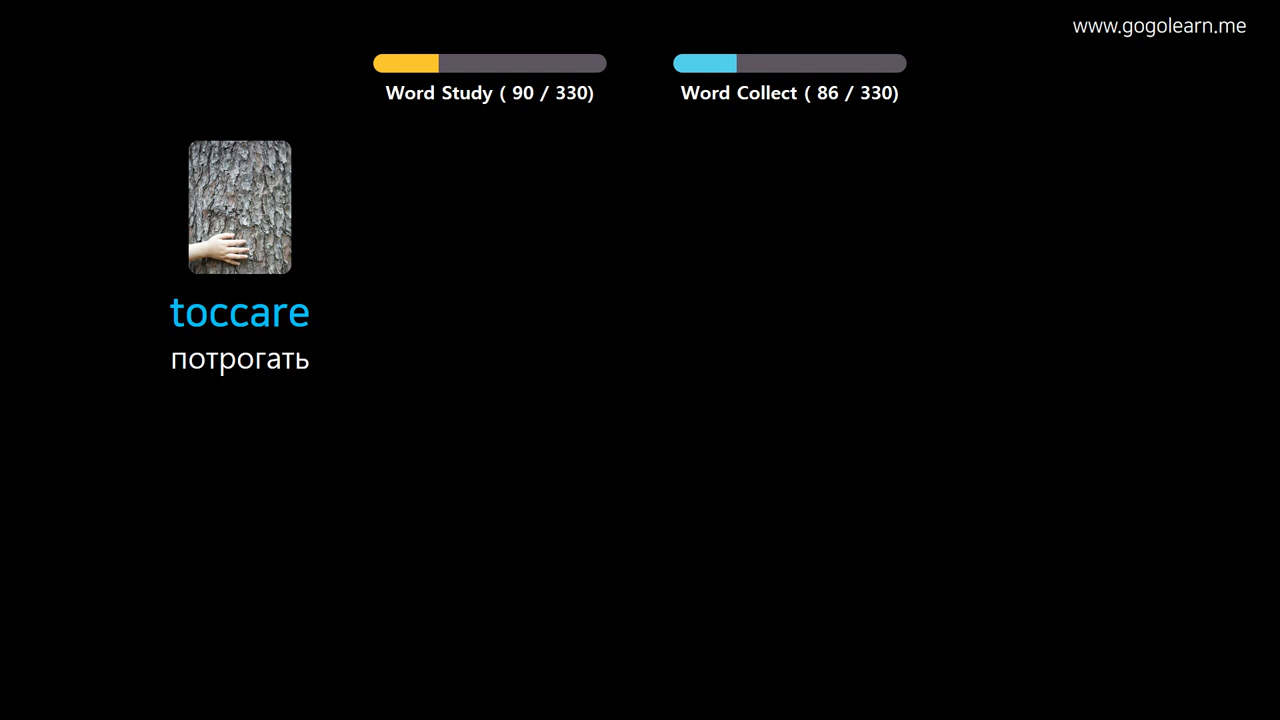 www.gogolearn.me
Word Study ( 90 / 330)
Word Collect ( 86 / 330)
toccare
потрогать